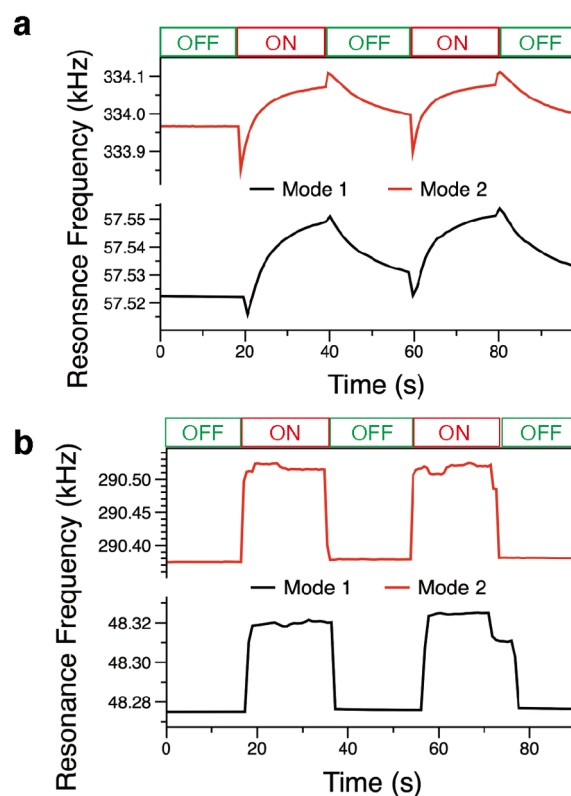 a
OFF ON OFF ON OFF
Resonsnce Frequency (kHz)
334.1
334.0
333.9
Mode 1 Mode 2
57.55
57.54
57.53
57.52
0 20 40 60 80
Time (s)
b
OFF ON OFF ON OFF
Resonance Frequency (kHz)
290.50
290.45
290.40
Mode 1 Mode 2
48.32
48.30
48.28
0 20 40 60 80
Time (s)